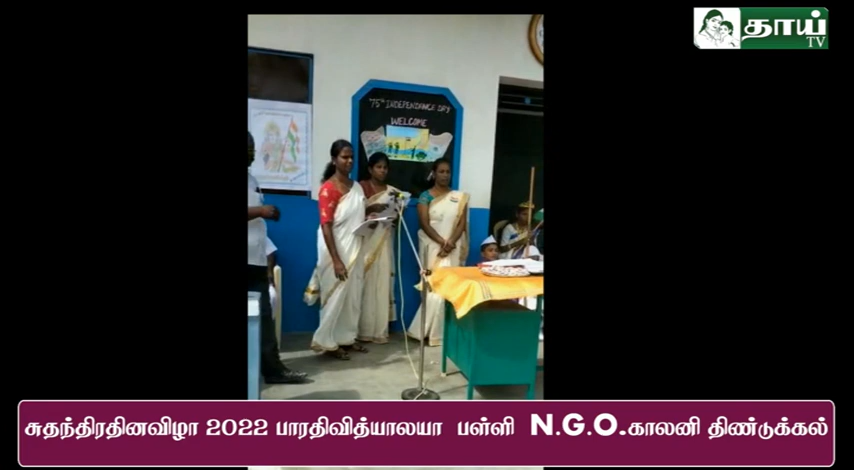 தாய்
TV
75th INDEPENDANCE DAY
WELCOME
சுதந்திரதினவிழா 2022 பாரதிவித்யாலயா பள்ளி N.G.O.காலனி திண்டுக்கல்